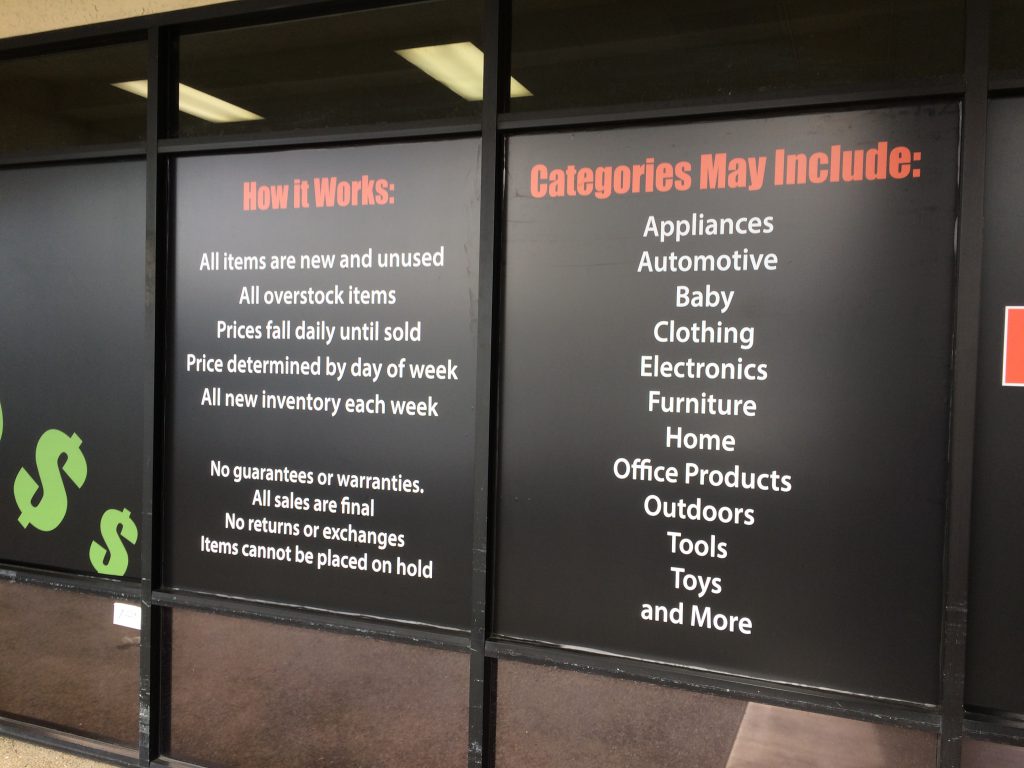 How it Works:
All items are new and unused
All overstock items
Prices fall daily until sold
Price determined by day of week
All new inventory each week
No guarantees or warranties.
All sales are final
No returns or exchanges
Items cannot be placed on hold
Categories May Include:
Appliances
Automotive
Baby
Clothing
Electronics
Furniture
Home
Office Products
Outdoors
Tools
Toys
and More
$
$